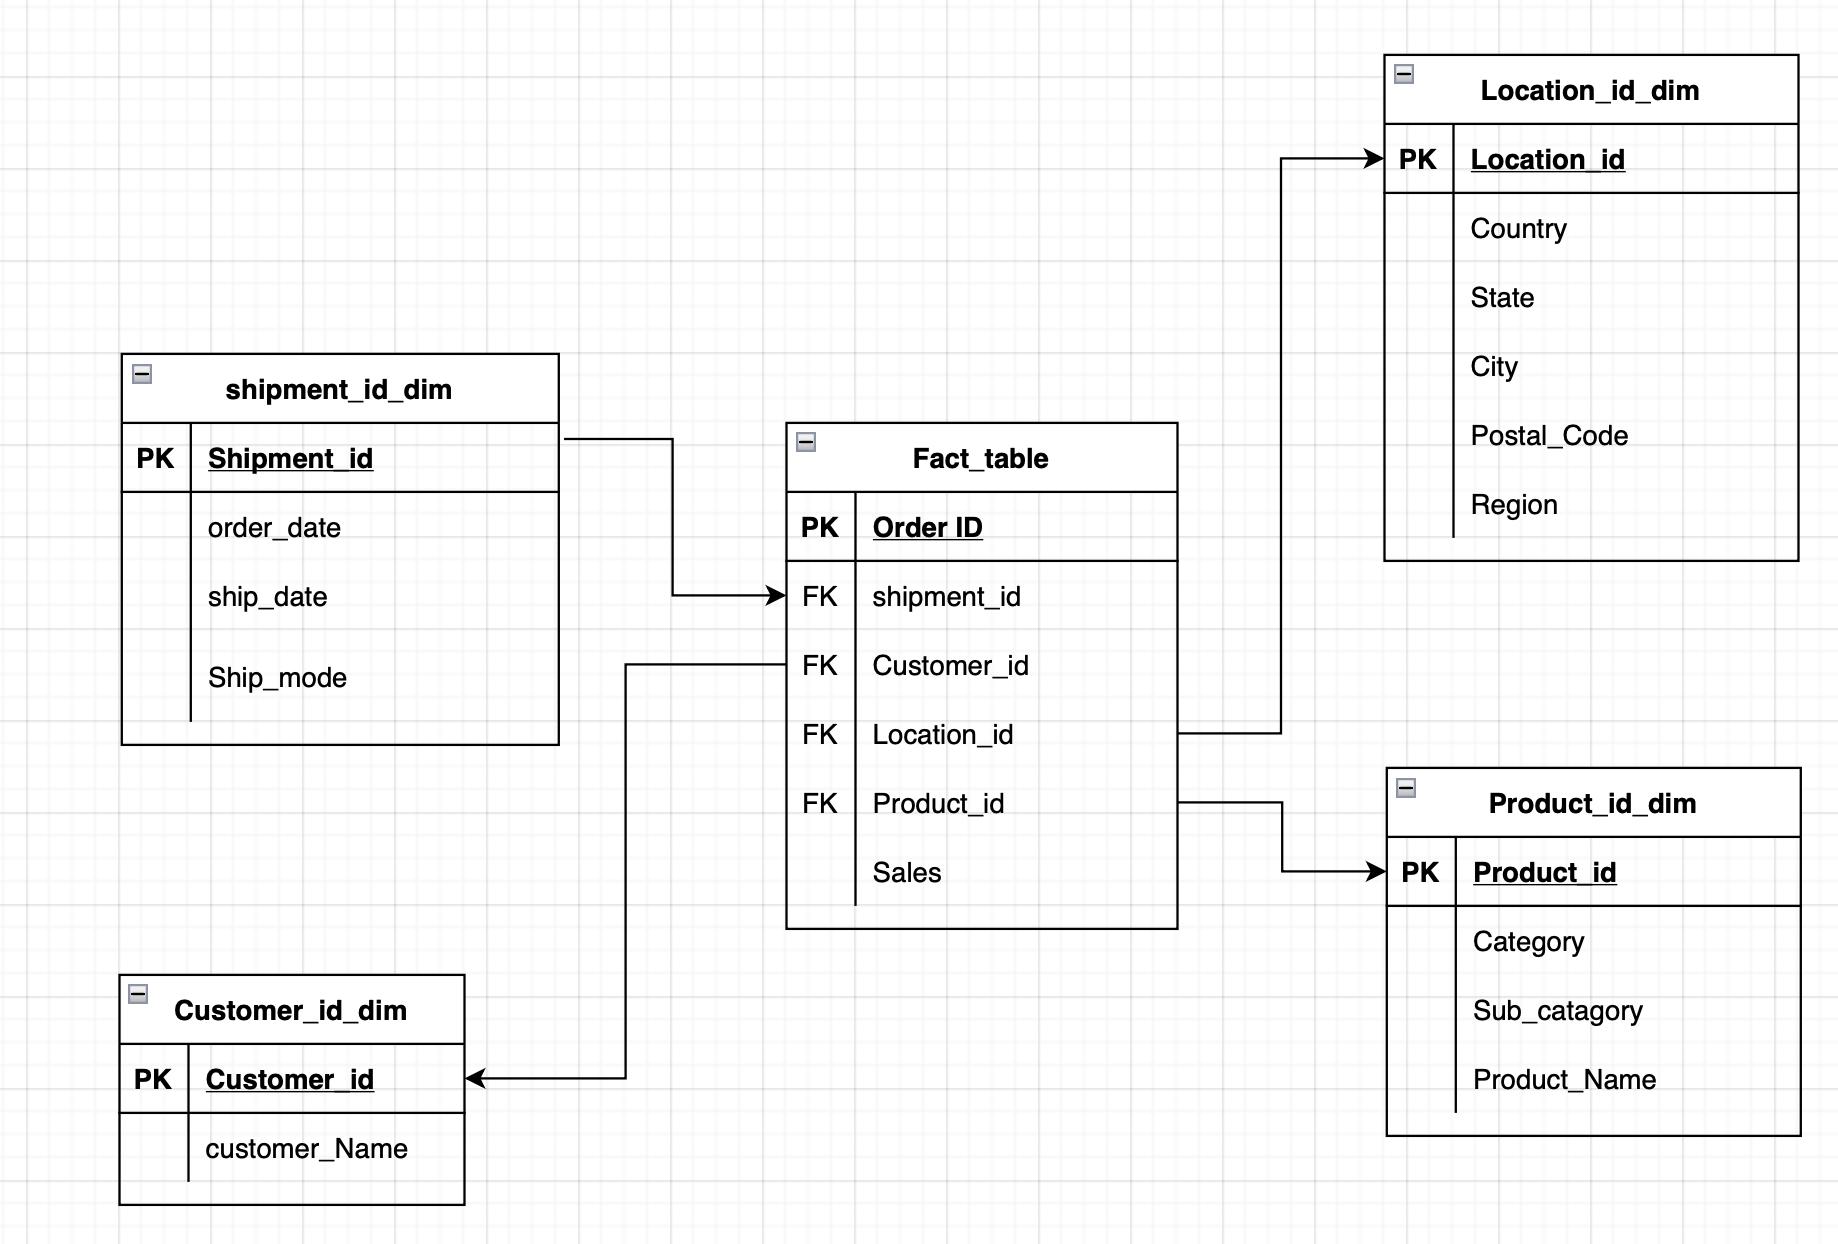 Location_id_dim
PK Location_id
Country
State
City
Postal_Code
Region
shipment_id_dim
PK Shipment_id
order_date
ship_date
Ship_mode
Fact_table
PK Order ID
FK shipment_id
FK Customer_id
FK Location_id
FK Product_id
Sales
Product_id_dim
PK Product_id
Category
Sub_catagory
Product_Name
Customer_id_dim
PK Customer_id
customer_Name